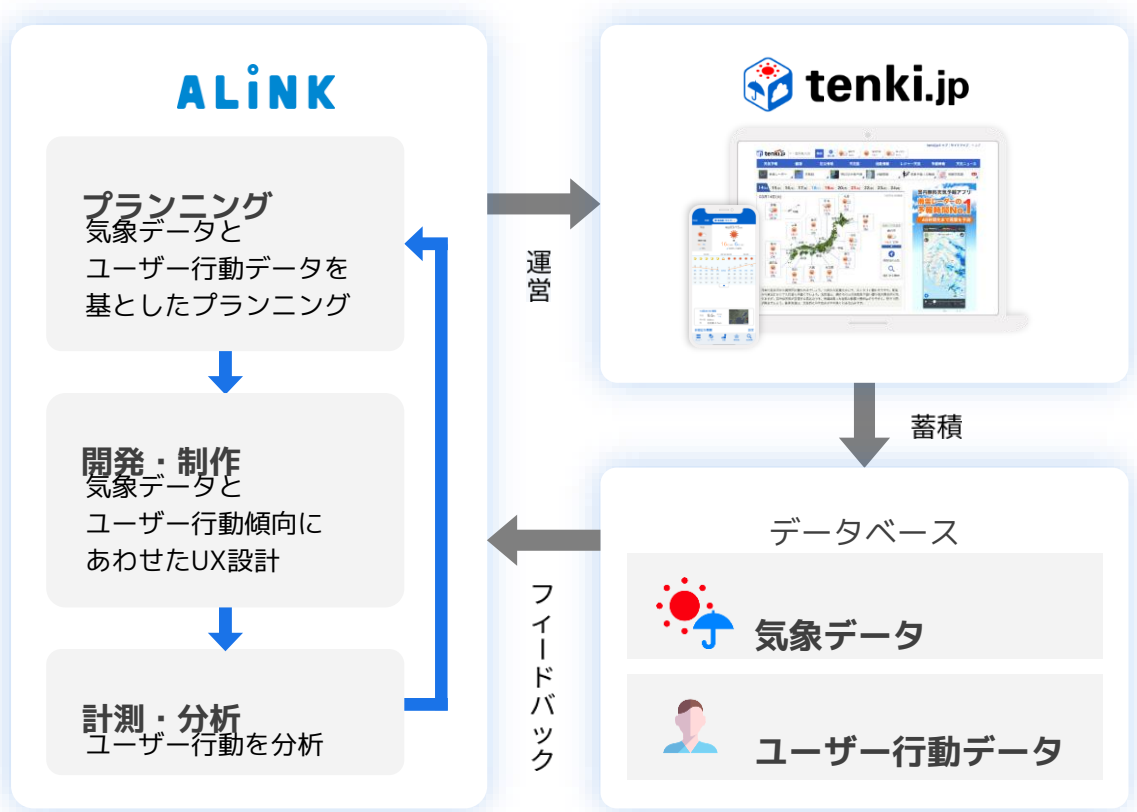 ALiNK
プランニング
気象データと
ユーザー行動データを
基としたプランニング
開発・制作
気象データと
ユーザー行動傾向に
あわせたUX設計
計測・分析
ユーザー行動を分析
運営
tenki.jp
tenki.jp
蓄積
フィードバック
データベース
気象データ
ユーザー行動データ